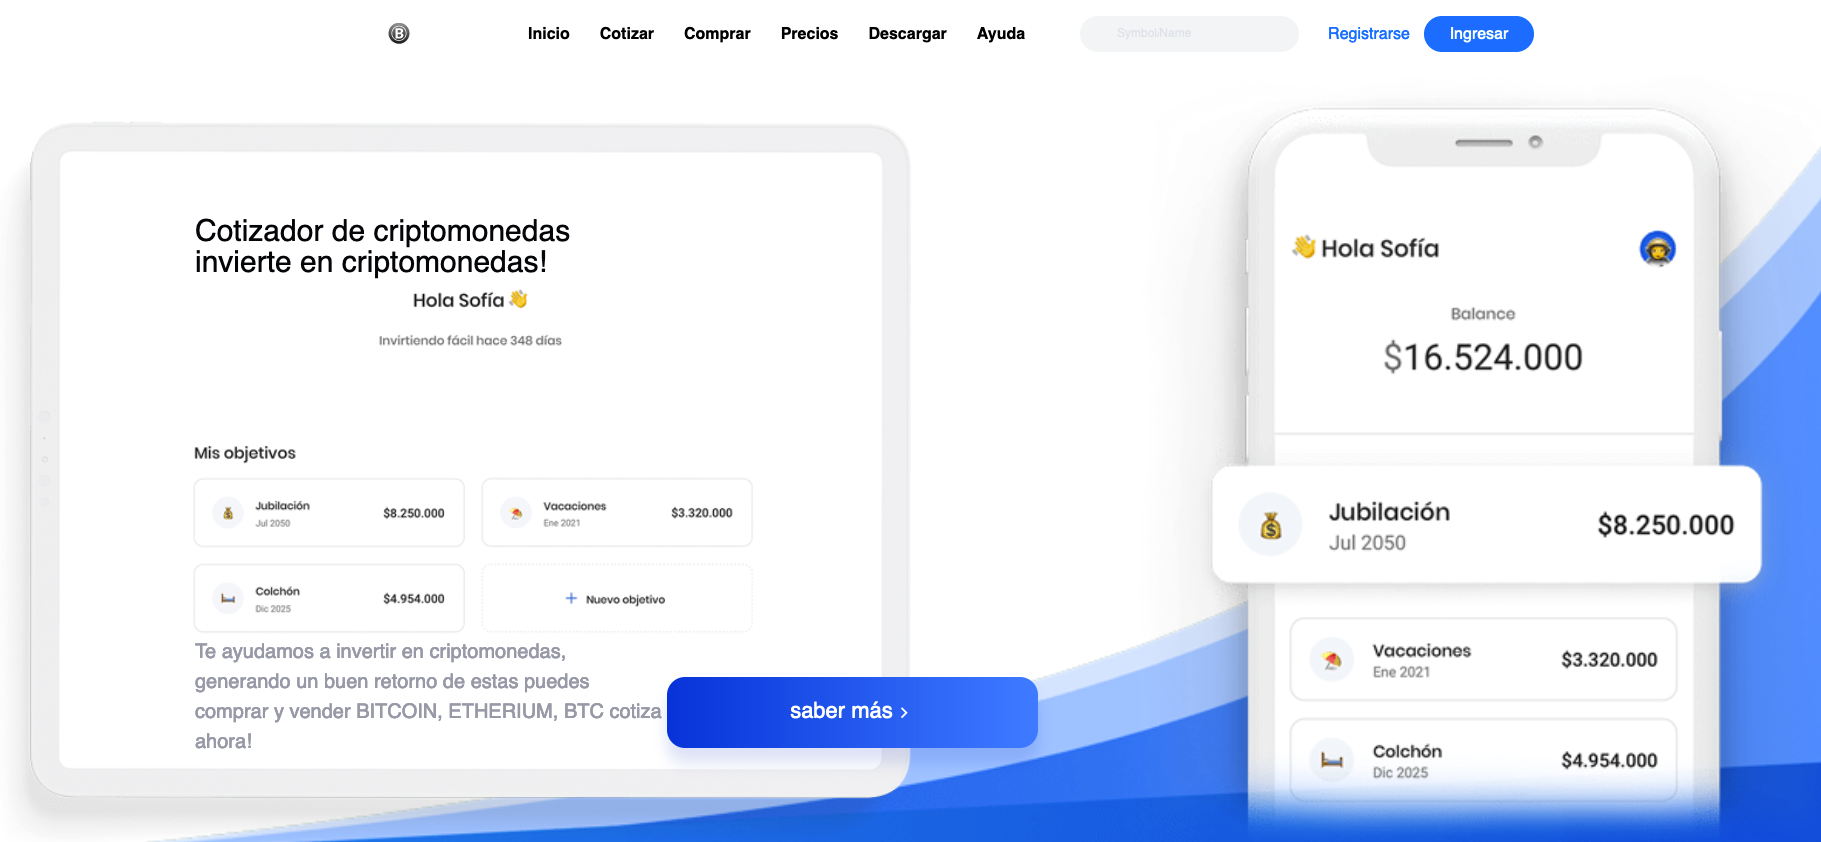 Inicio Cotizar Comprar Precios Descargar Ayuda Symbol/Name Registrarse Ingresar
Cotizador de criptomonedas
invierte en criptomonedas!
Hola Sofía
Invirtiendo fácil hace 348 días
Mis objetivos
Jubilación
Jul 2050
$8.250.000
Vacaciones
Ene 2021
$3.320.000
Colchón
Dic 2025
$4.954.000
+ Nuevo objetivo
Te ayudamos a invertir en criptomonedas,
generando un buen retorno de estas puedes
comprar y vender BITCOIN, ETHERIUM, BTC cotiza
ahora!
saber más ›
Hola Sofía
Balance
$16.524.000
Jubilación
Jul 2050
$8.250.000
Vacaciones
Ene 2021
$3.320.000
Colchón
Dic 2025
$4.954.000